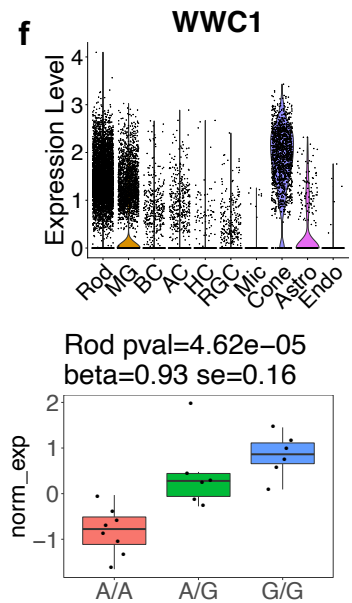 f
WWC1
Expression Level
4
3
2
1
0
Rod MG BC AC HC RGC Mic Cone Astro Endo
Rod pval=4.62e−05
beta=0.93 se=0.16
norm_exp
2
1
0
−1
A/A A/G G/G